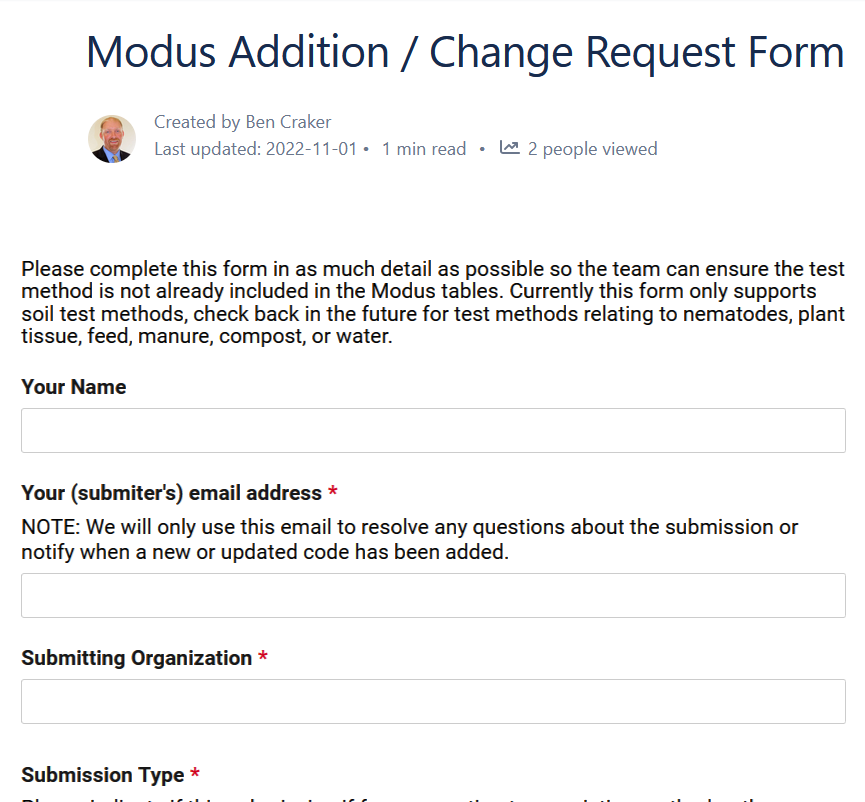 Modus Addition / Change Request Form
Created by Ben Craker
Last updated: 2022-11-01 • 1 min read • 2 people viewed
Please complete this form in as much detail as possible so the team can ensure the test
method is not already included in the Modus tables. Currently this form only supports
soil test methods, check back in the future for test methods relating to nematodes, plant
tissue, feed, manure, compost, or water.
Your Name
Your (submiter's) email address *
NOTE: We will only use this email to resolve any questions about the submission or
notify when a new or updated code has been added.
Submitting Organization *
Submission Type *